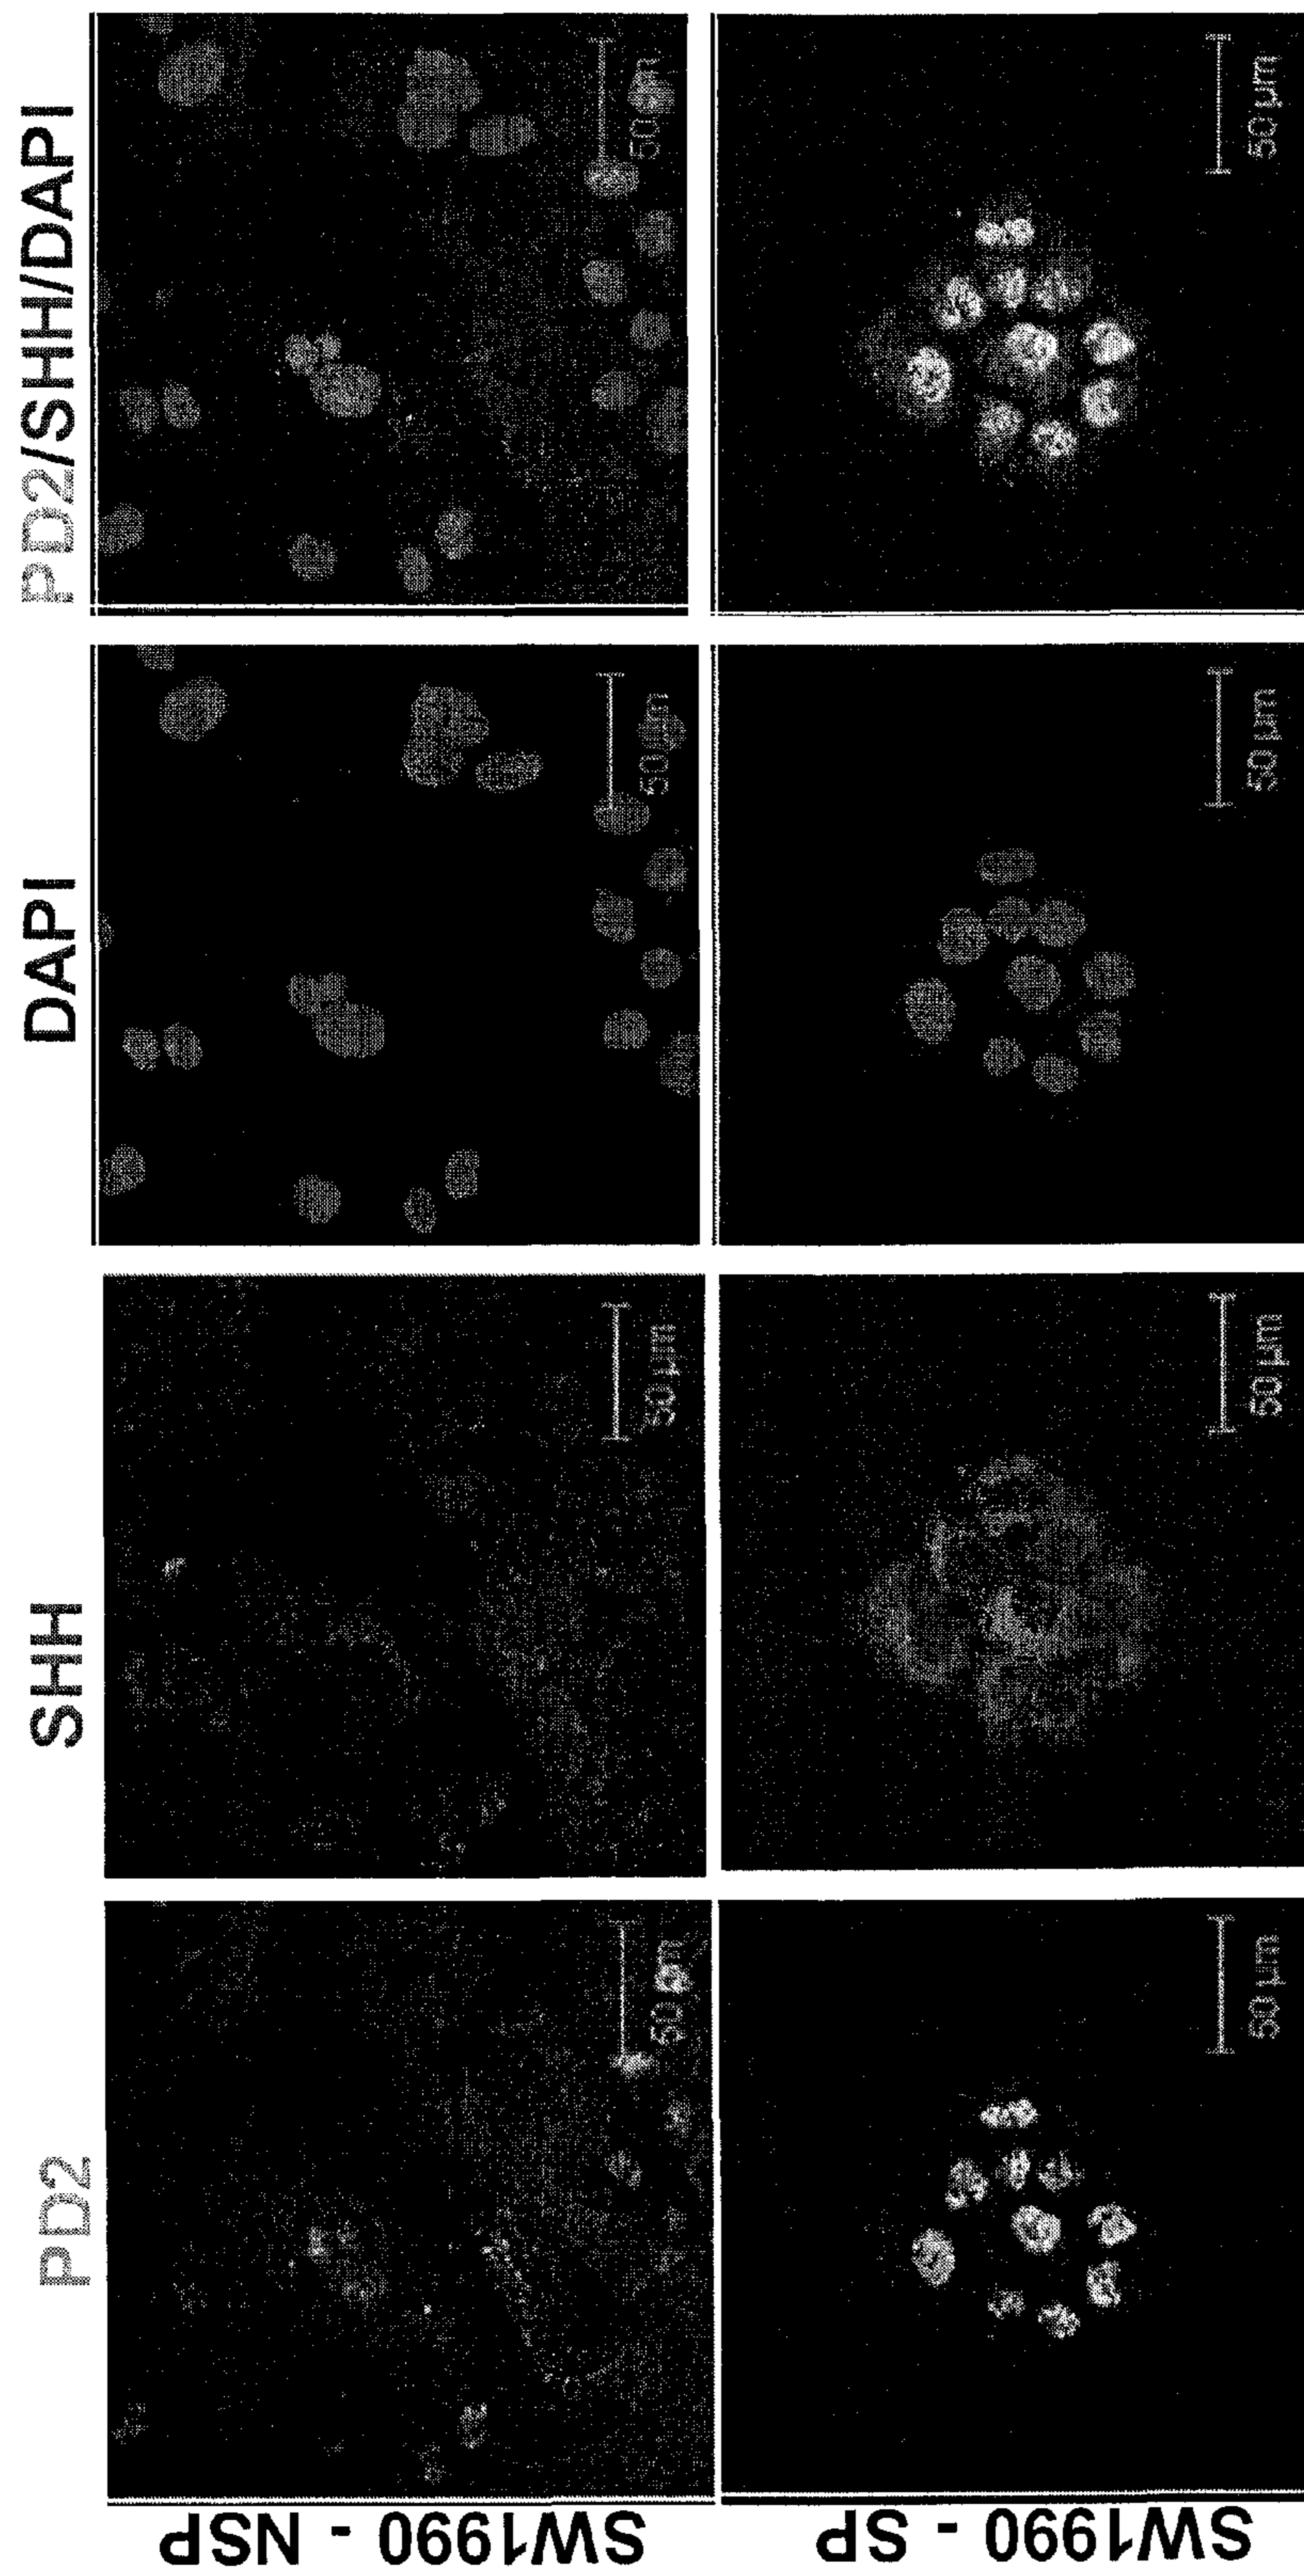 PD2
SHH
DAPI
PD2/SHH/DAPI
SW1990 - NSP
50 µm
50 µm
50 µm
50 µm
SW1990 - SP
50 µm
50 µm
50 µm
50 µm